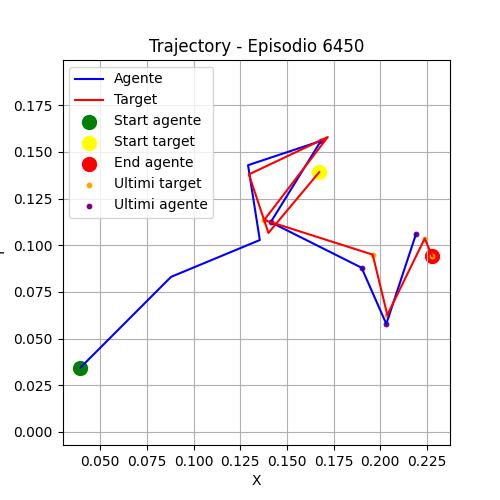 Trajectory - Episodio 6450
Agente
Target
Start agente
Start target
End agente
Ultimi target
Ultimi agente
0.175
0.150
0.125
0.100
0.075
0.050
0.025
0.000
0.050 0.075 0.100 0.125 0.150 0.175 0.200 0.225
X